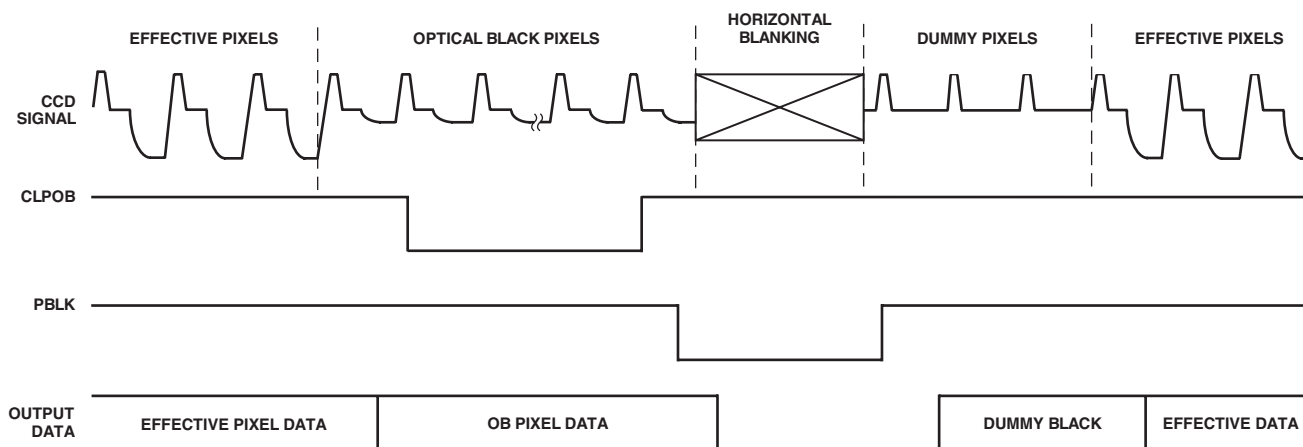 HORIZONTAL
BLANKING
EFFECTIVE PIXELS
OPTICAL BLACK PIXELS
DUMMY PIXELS
EFFECTIVE PIXELS
CCD
SIGNAL
CLPOB
PBLK
OUTPUT
DATA
EFFECTIVE PIXEL DATA
OB PIXEL DATA
DUMMY BLACK
EFFECTIVE DATA